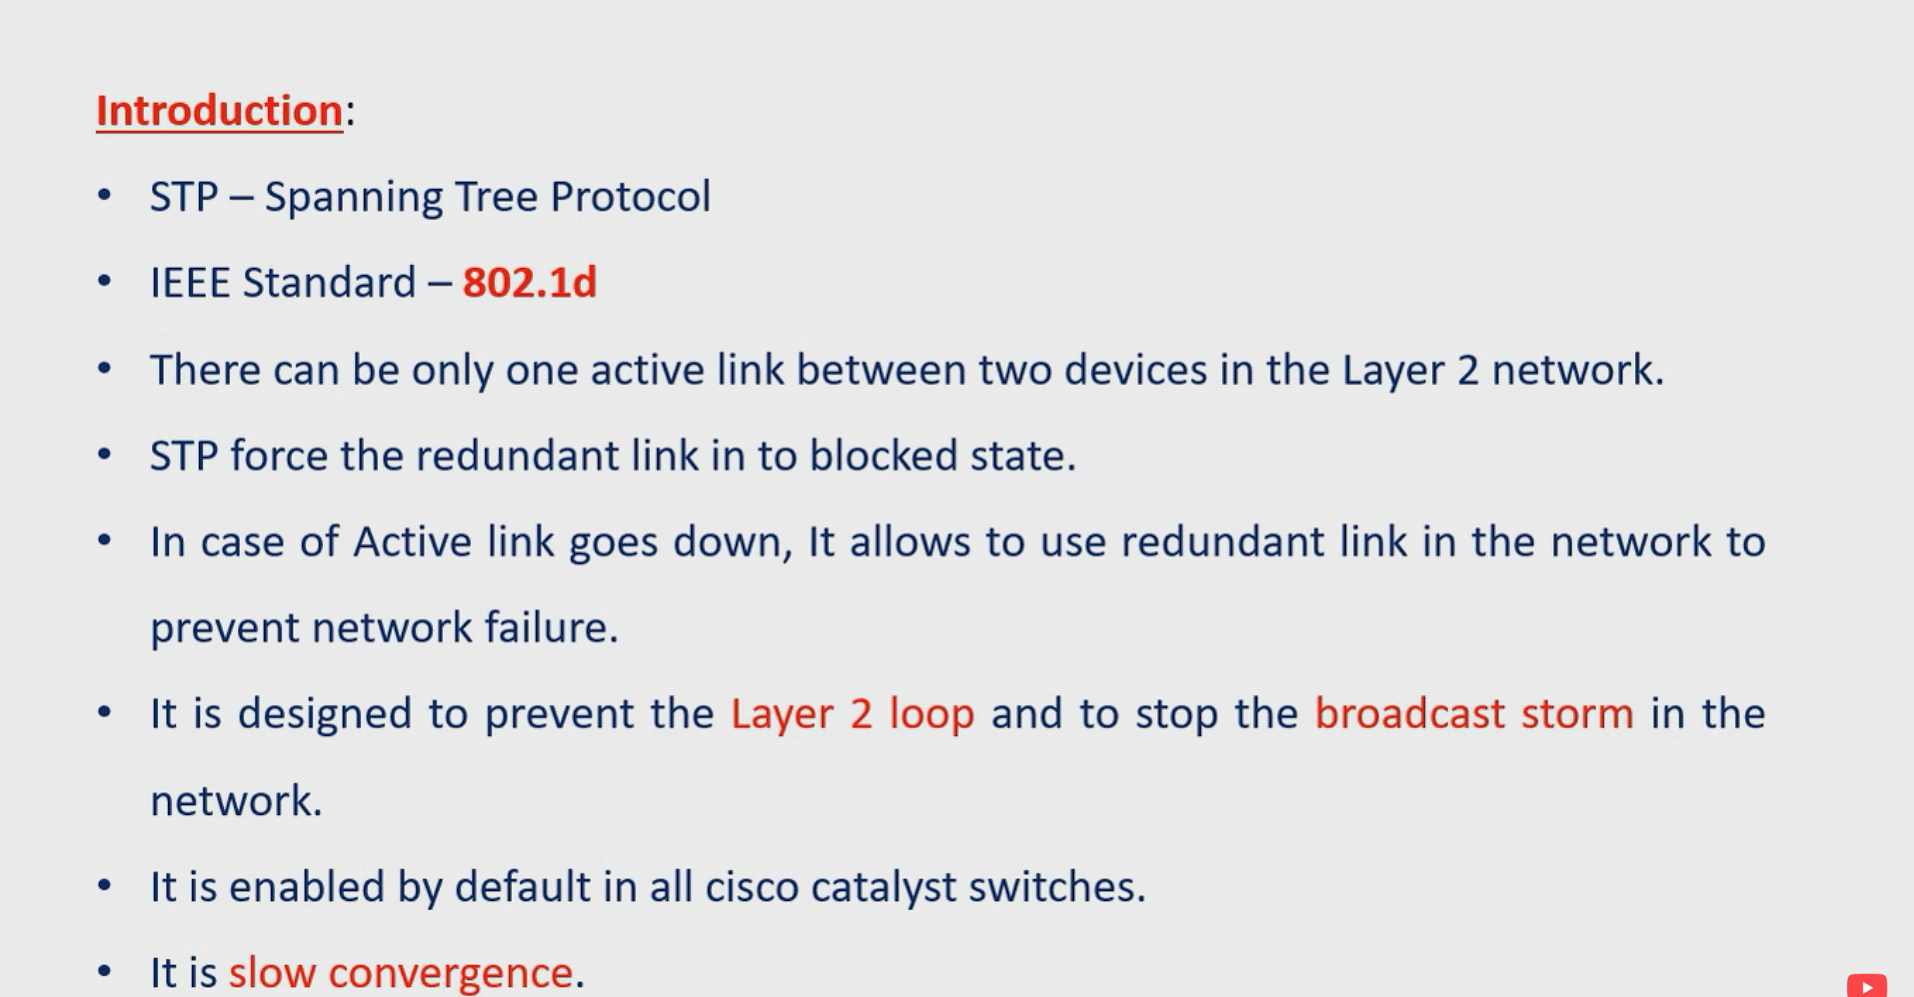 Introduction:
• STP – Spanning Tree Protocol
• IEEE Standard – 802.1d
• There can be only one active link between two devices in the Layer 2 network.
• STP force the redundant link in to blocked state.
• In case of Active link goes down, It allows to use redundant link in the network to
prevent network failure.
• It is designed to prevent the Layer 2 loop and to stop the broadcast storm in the
network.
• It is enabled by default in all cisco catalyst switches.
• It is slow convergence.